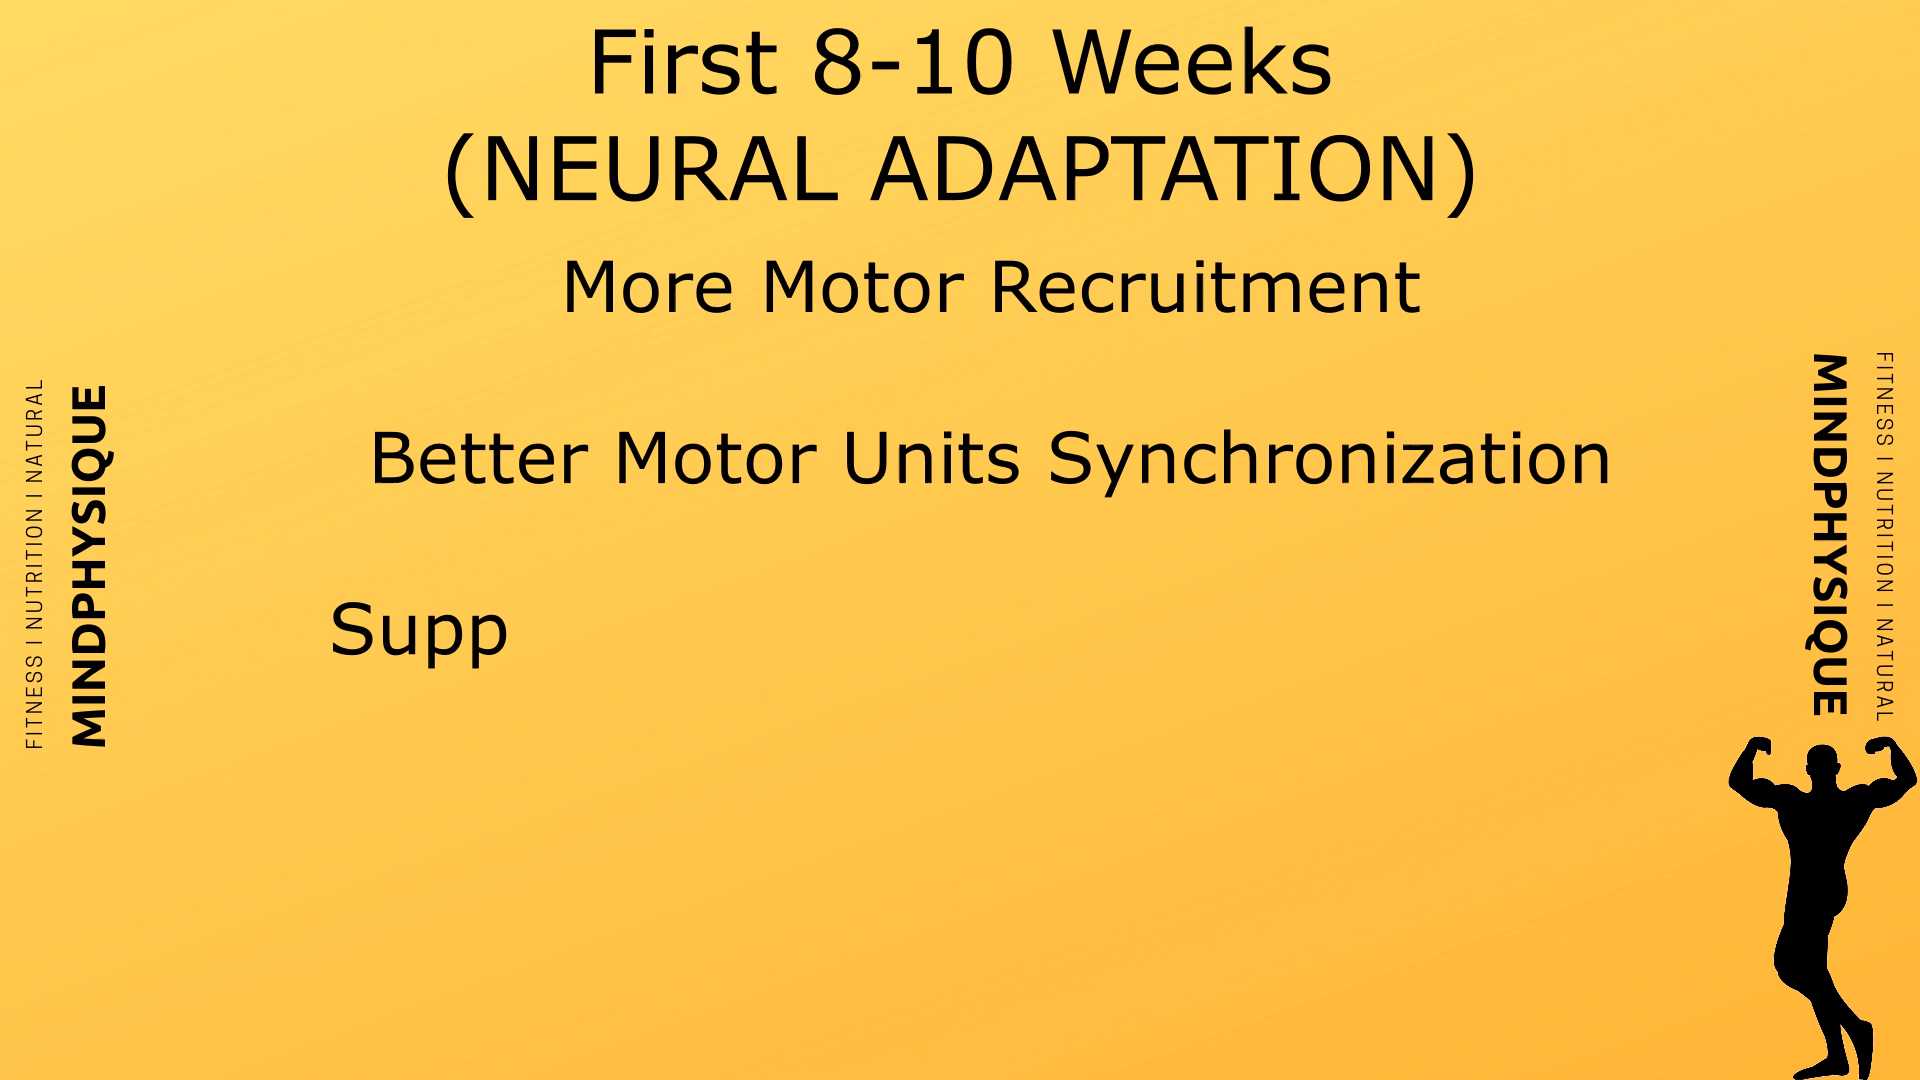 First 8-10 Weeks
(NEURAL ADAPTATION)
More Motor Recruitment
Better Motor Units Synchronization
Supp
FITNESS I NUTRITION I NATURAL
MINDPHYSIQUE
MINDPHYSIQUE
FITNESS I NUTRITION I NATURAL